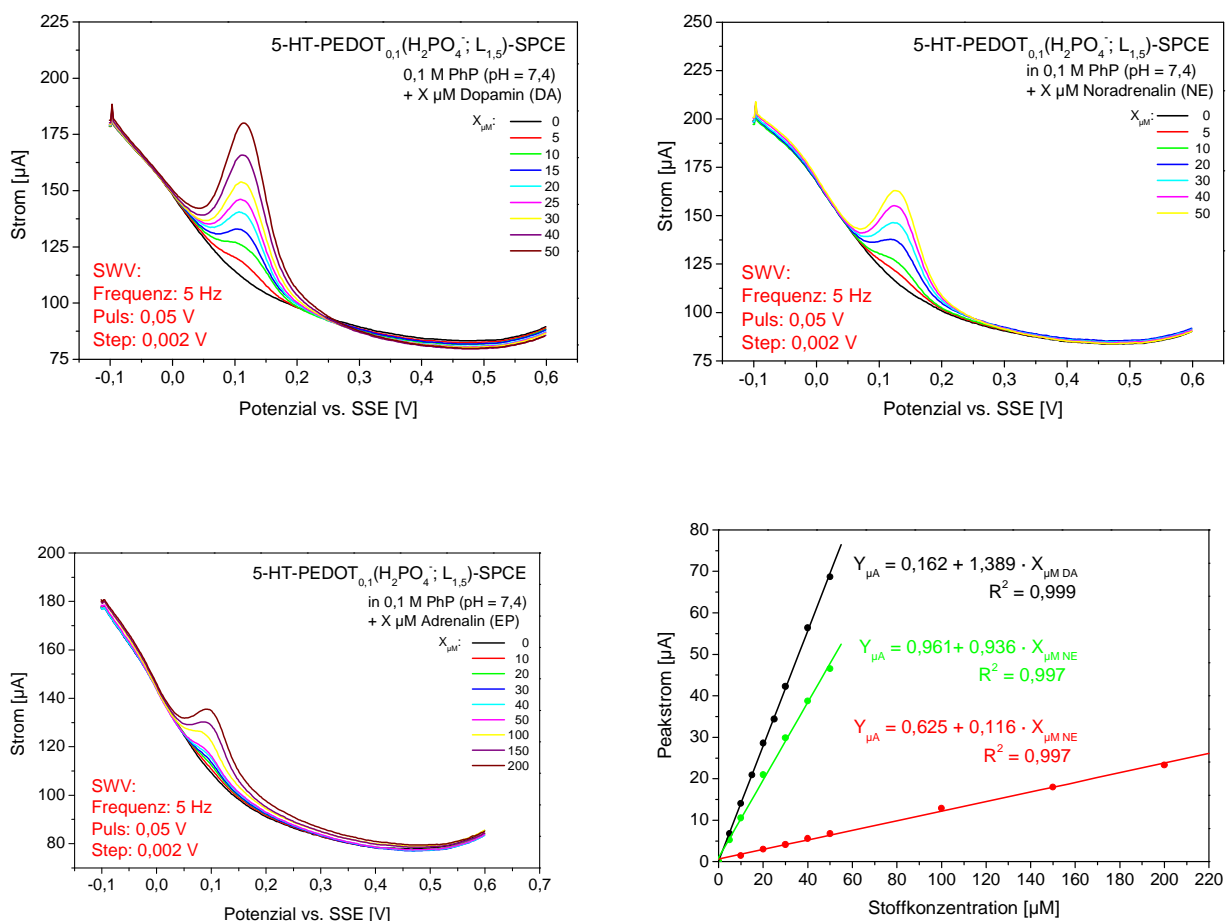 5-HT-PEDOT0,1(H2PO4-; L1,5)-SPCE
0,1 M PhP (pH = 7,4)
+ X µM Dopamin (DA)
XµM:
0
5
10
15
20
25
30
40
50
SWV:
Frequenz: 5 Hz
Puls: 0,05 V
Step: 0,002 V
Strom [µA]
225
200
175
150
125
100
75
-0,1 0,0 0,1 0,2 0,3 0,4 0,5 0,6
Potenzial vs. SSE [V]
5-HT-PEDOT0,1(H2PO4-; L1,5)-SPCE
in 0,1 M PhP (pH = 7,4)
+ X µM Noradrenalin (NE)
XµM:
0
5
10
20
30
40
50
SWV:
Frequenz: 5 Hz
Puls: 0,05 V
Step: 0,002 V
Strom [µA]
250
225
200
175
150
125
100
75
-0,1 0,0 0,1 0,2 0,3 0,4 0,5 0,6
Potenzial vs. SSE [V]
5-HT-PEDOT0,1(H2PO4-; L1,5)-SPCE
in 0,1 M PhP (pH = 7,4)
+ X µM Adrenalin (EP)
XµM:
0
10
20
30
40
50
100
150
200
SWV:
Frequenz: 5 Hz
Puls: 0,05 V
Step: 0,002 V
Strom [µA]
200
180
160
140
120
100
80
-0,1 0,0 0,1 0,2 0,3 0,4 0,5 0,6 0,7
Potenzial vs. SSE [V]
YµA = 0,162 + 1,389 · XµM DA
R2 = 0,999
YµA = 0,961+ 0,936 · XµM NE
R2 = 0,997
YµA = 0,625 + 0,116 · XµM NE
R2 = 0,997
Peakstrom [µA]
80
70
60
50
40
30
20
10
0
0 20 40 60 80 100 120 140 160 180 200 220
Stoffkonzentration [µM]